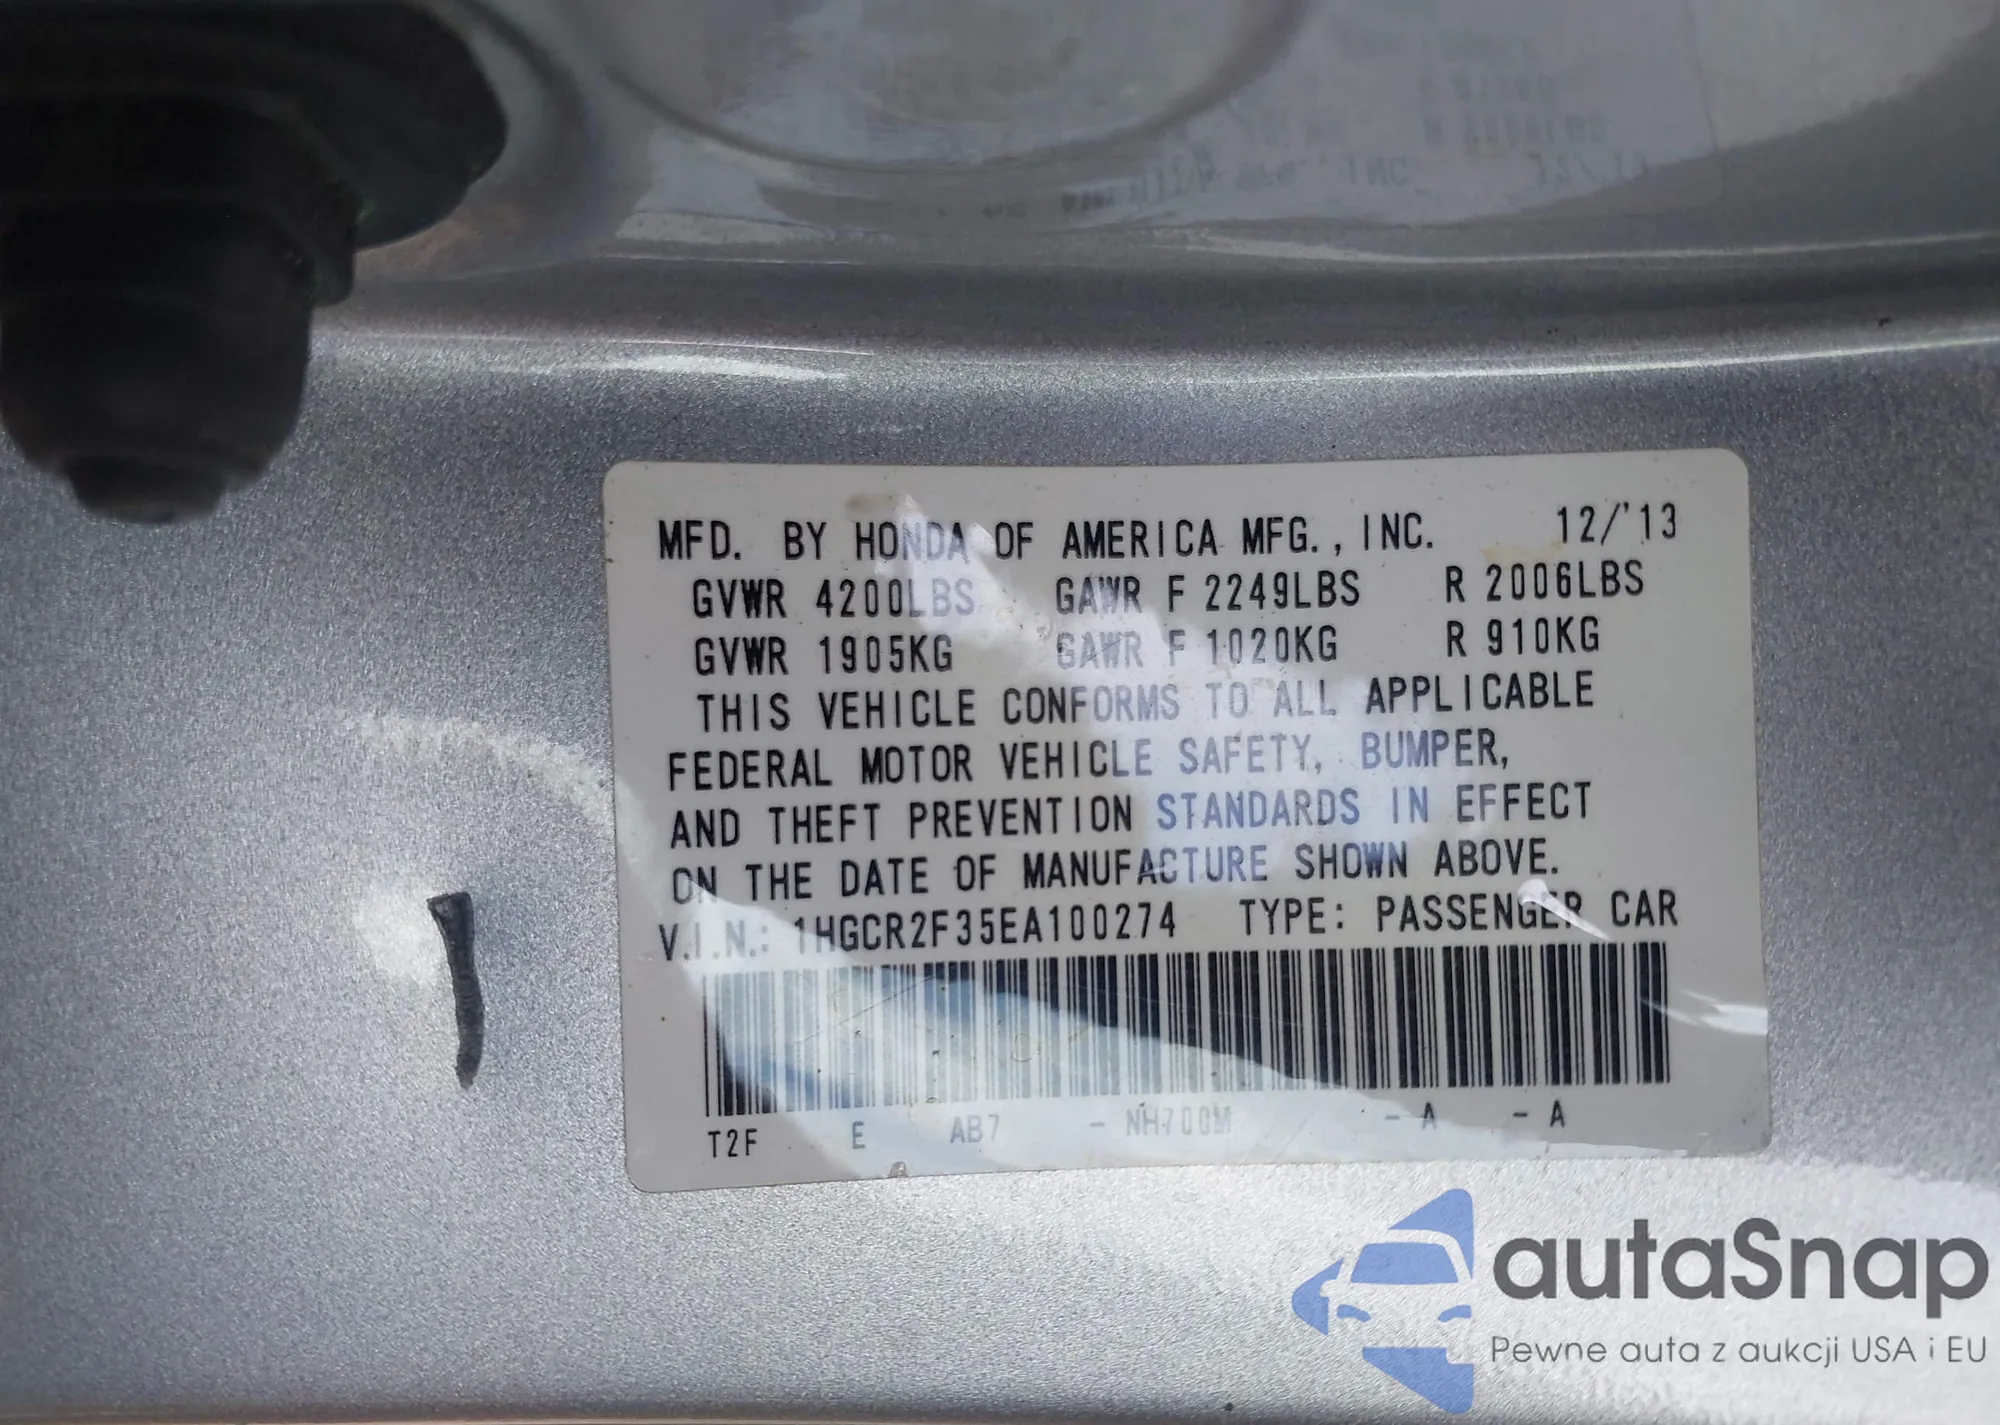 MFD. BY HONDA OF AMERICA MFG., INC. 12/'13
GVWR 4200LBS GAWR F 2249LBS R 2006LBS
GVWR 1905KG GAWR F 1020KG R 910KG
THIS VEHICLE CONFORMS TO ALL APPLICABLE
FEDERAL MOTOR VEHICLE SAFETY, BUMPER,
AND THEFT PREVENTION STANDARDS IN EFFECT
ON THE DATE OF MANUFACTURE SHOWN ABOVE.
V.I.N.: 1HGCR2F35EA100274 TYPE: PASSENGER CAR
T2F E AB7 - NH700M - A - A
autaSnap
Pewne auta z aukcji USA i EU